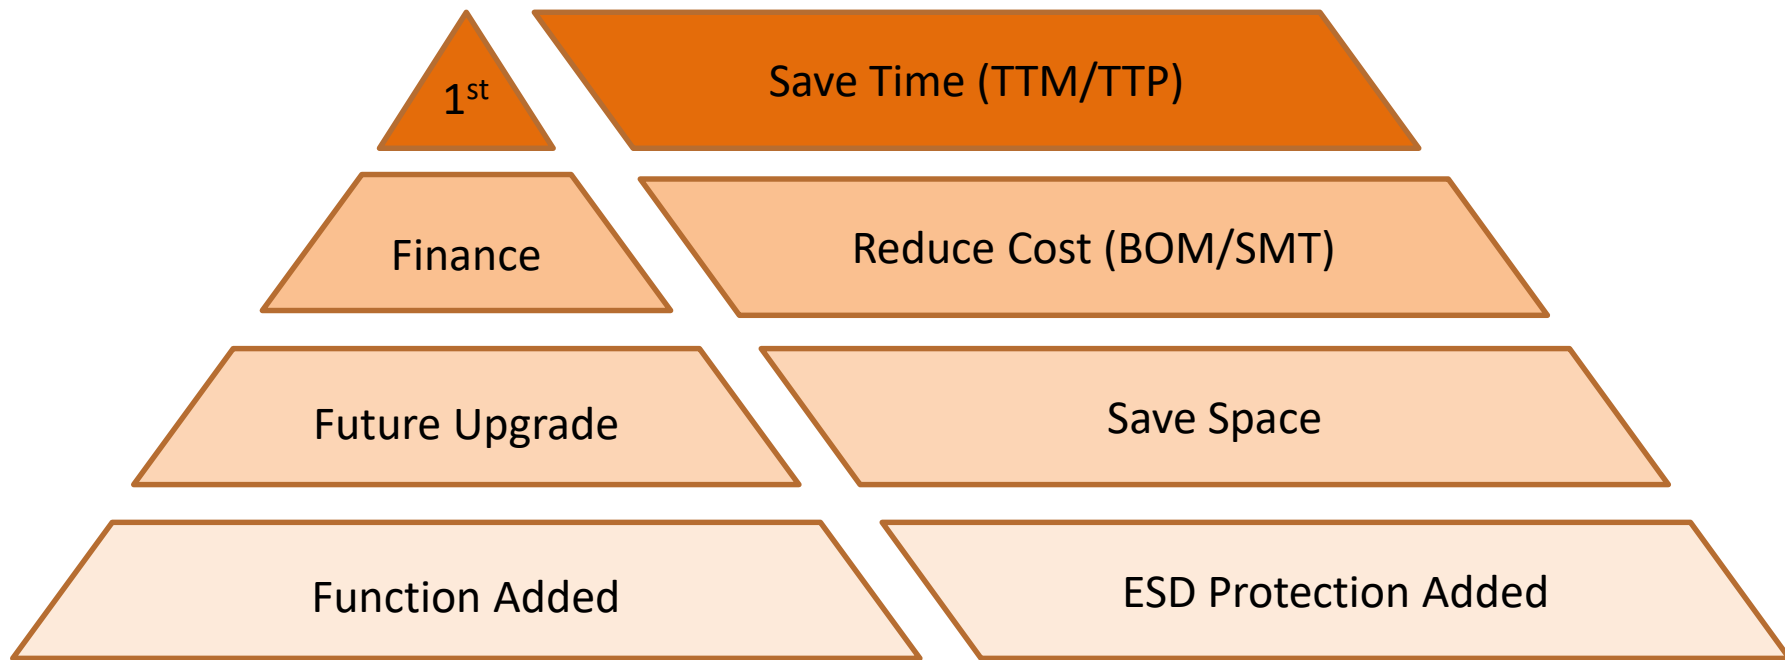 1st
Save Time (TTM/TTP)
Finance
Reduce Cost (BOM/SMT)
Future Upgrade
Save Space
Function Added
ESD Protection Added